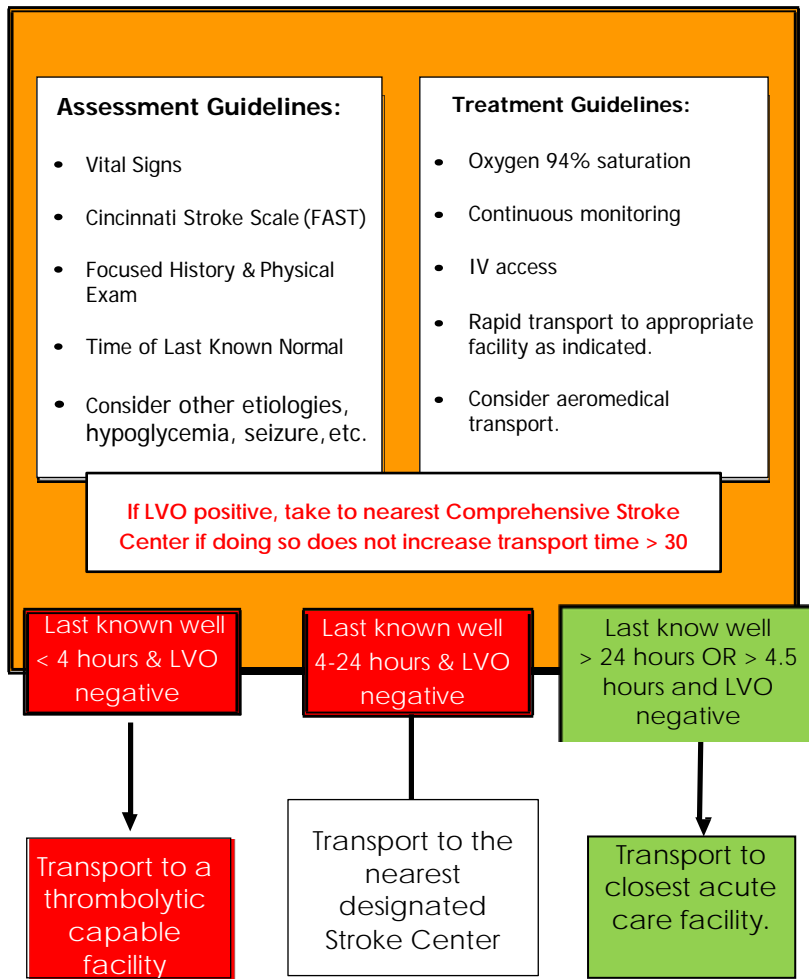 Assessment Guidelines:
• Vital Signs
• Cincinnati Stroke Scale (FAST)
• Focused History & Physical
Exam
• Time of Last Known Normal
• Consider other etiologies,
hypoglycemia, seizure, etc.
Treatment Guidelines:
• Oxygen 94% saturation
• Continuous monitoring
• IV access
• Rapid transport to appropriate
facility as indicated.
• Consider aeromedical
transport.
If LVO positive, take to nearest Comprehensive Stroke
Center if doing so does not increase transport time > 30
Last known well
< 4 hours & LVO
negative
Last known well
4-24 hours & LVO
negative
Last know well
> 24 hours OR > 4.5
hours and LVO
negative
Transport to a
thrombolytic
capable
facility
Transport to the
nearest
designated
Stroke Center
Transport to
closest acute
care facility.